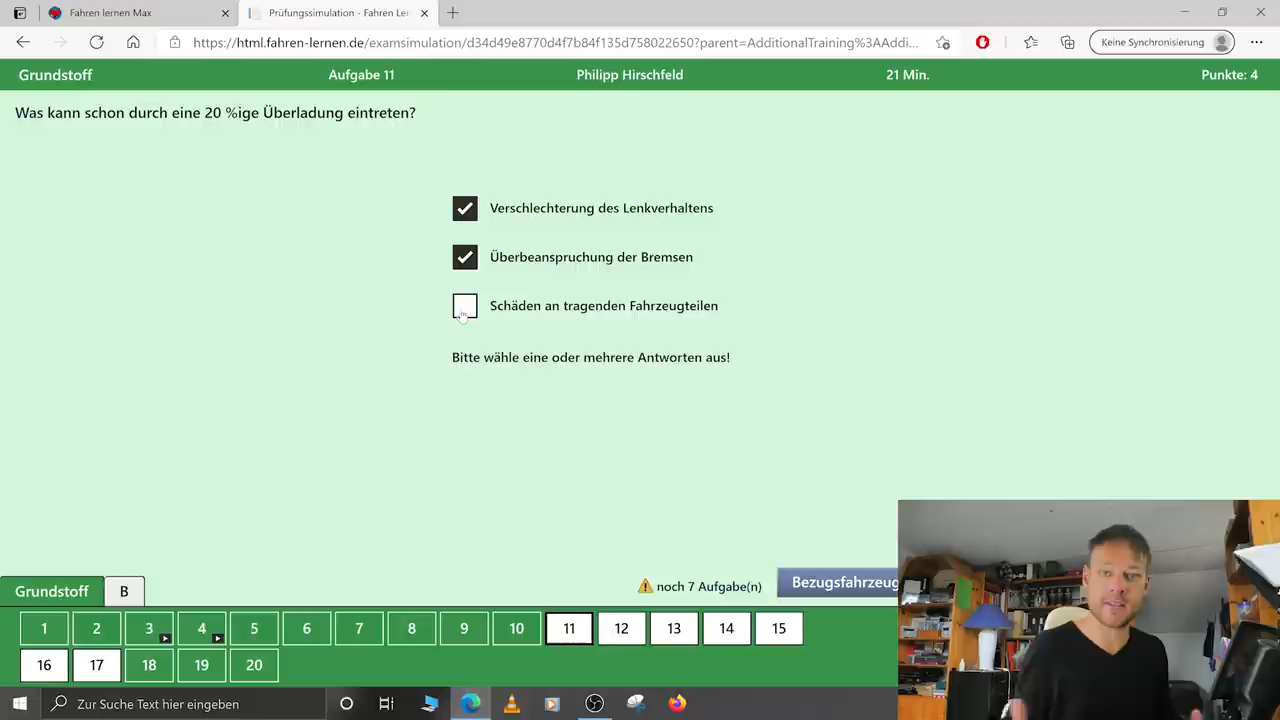 Fahren lernen Max
Prüfungssimulation - Fahren Ler
https://html.fahren-lernen.de/examsimulation/d34d49e8770d4f7b84f135d758022650?parent=AdditionalTraining%3AAddi...
Keine Synchronisierung
Grundstoff
Aufgabe 11
Philipp Hirschfeld
21 Min.
Punkte: 4
Was kann schon durch eine 20 %ige Überladung eintreten?
Verschlechterung des Lenkverhaltens
Überbeanspruchung der Bremsen
Schäden an tragenden Fahrzeugteilen
Bitte wähle eine oder mehrere Antworten aus!
Grundstoff
B
noch 7 Aufgabe(n)
Bezugsfahrzeug
1 2 3 4 5 6 7 8 9 10 11 12 13 14 15
16 17 18 19 20
Zur Suche Text hier eingeben